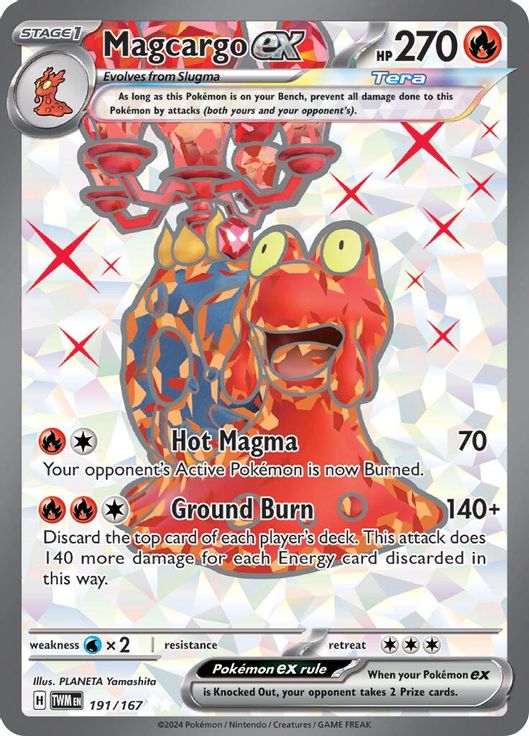 STAGE 1
Magcargo ex
HP 270
Evolves from Slugma
Tera
As long as this Pokémon is on your Bench, prevent all damage done to this
Pokémon by attacks (both yours and your opponent's).
Hot Magma 70
Your opponent's Active Pokémon is now Burned.
Ground Burn 140+
Discard the top card of each player's deck. This attack does
140 more damage for each Energy card discarded in
this way.
weakness ×2 resistance retreat
Illus. PLANETA Yamashita
Pokémon ex rule
When your Pokémon ex
is Knocked Out, your opponent takes 2 Prize cards.
H TWM EN 191/167
©2024 Pokémon / Nintendo / Creatures / GAME FREAK